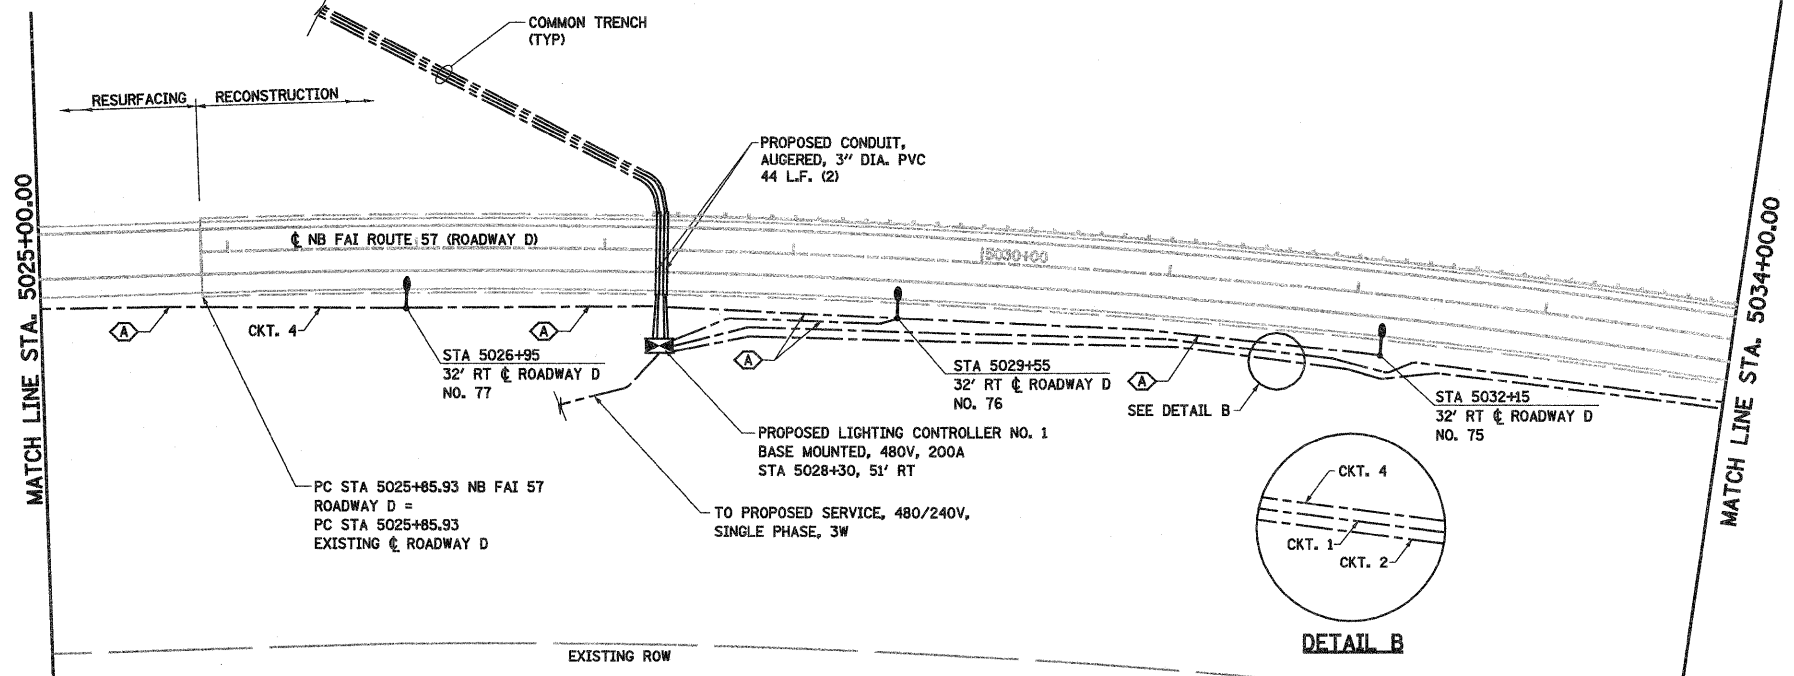 COMMON TRENCH
(TYP)
RESURFACING
RECONSTRUCTION
PROPOSED CONDUIT,
AUGERED, 3" DIA. PVC
44 L.F. (2)
MATCH LINE STA. 5025+00.00
MATCH LINE STA. 5034+00.00
℄ NB FAI ROUTE 57 (ROADWAY D)
5030+00
A
CKT. 4
A
A
A
STA 5026+95
32' RT ℄ ROADWAY D
NO. 77
STA 5029+55
32' RT ℄ ROADWAY D
NO. 76
SEE DETAIL B
STA 5032+15
32' RT ℄ ROADWAY D
NO. 75
PROPOSED LIGHTING CONTROLLER NO. 1
BASE MOUNTED, 480V, 200A
STA 5028+30, 51' RT
PC STA 5025+85.93 NB FAI 57
ROADWAY D =
PC STA 5025+85.93
EXISTING ℄ ROADWAY D
TO PROPOSED SERVICE, 480/240V,
SINGLE PHASE, 3W
CKT. 4
CKT. 1
CKT. 2
DETAIL B
EXISTING ROW